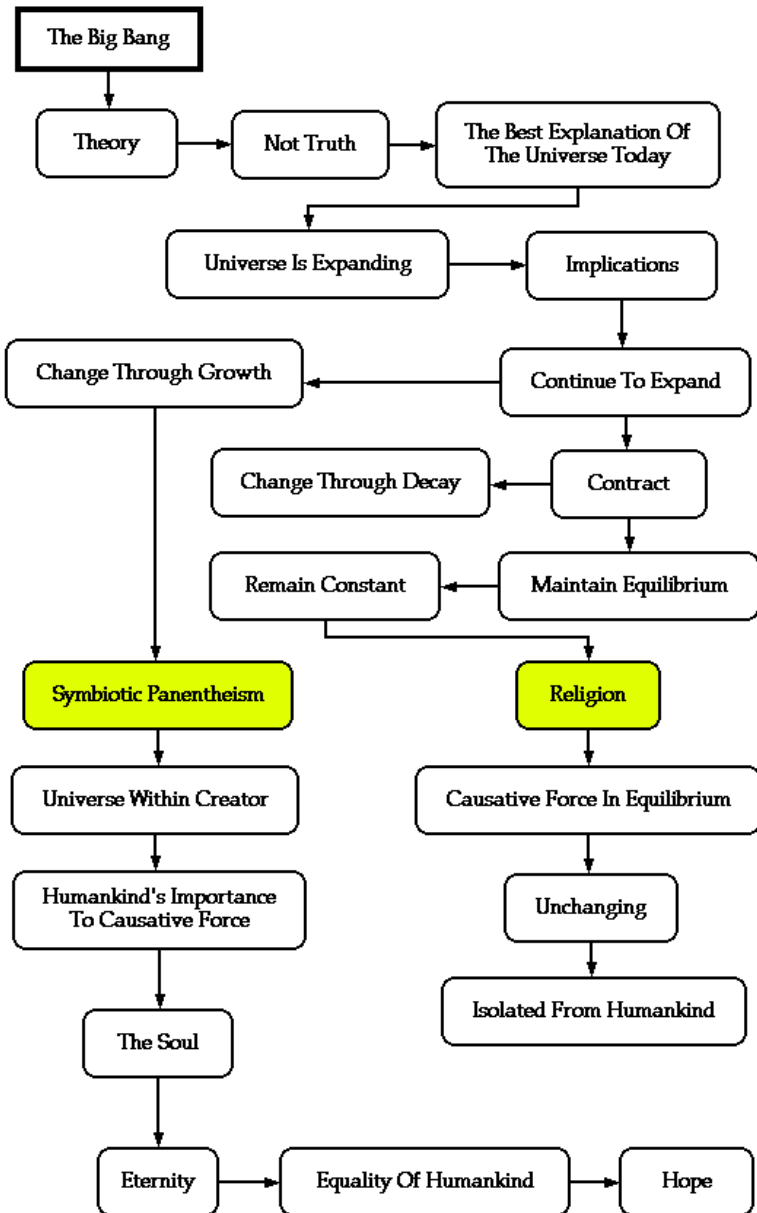 The Big Bang
Theory
Not Truth
The Best Explanation Of
The Universe Today
Universe Is Expanding
Implications
Change Through Growth
Continue To Expand
Change Through Decay
Contract
Remain Constant
Maintain Equilibrium
Symbiotic Panentheism
Religion
Universe Within Creator
Causative Force In Equilibrium
Humankind's Importance
To Causative Force
Unchanging
Isolated From Humankind
The Soul
Eternity
Equality Of Humankind
Hope